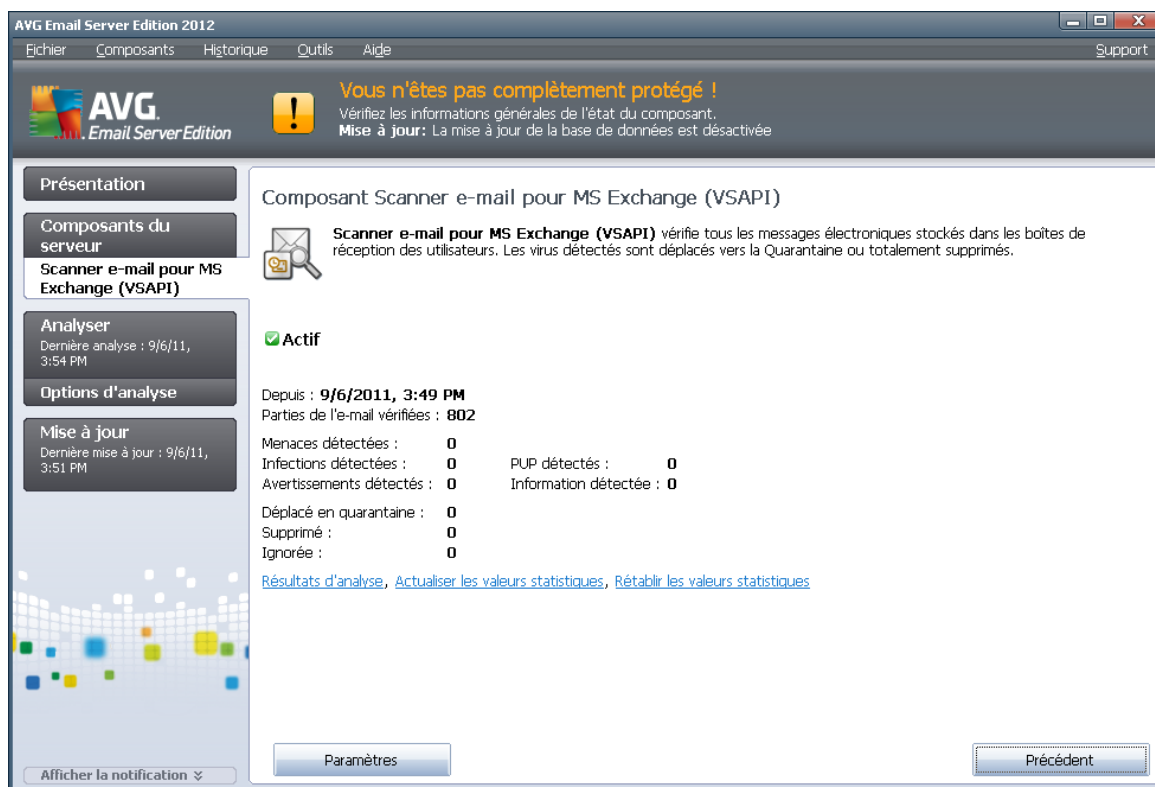 AVG Email Server Edition 2012
Fichier Composants Historique Outils Aide Support
AVG.
Email Server Edition
Vous n'êtes pas complètement protégé !
Vérifiez les informations générales de l'état du composant.
Mise à jour: La mise à jour de la base de données est désactivée
Présentation
Composants du
serveur
Scanner e-mail pour MS
Exchange (VSAPI)
Analyser
Dernière analyse : 9/6/11,
3:54 PM
Options d'analyse
Mise à jour
Dernière mise à jour : 9/6/11,
3:51 PM
Afficher la notification
Composant Scanner e-mail pour MS Exchange (VSAPI)
Scanner e-mail pour MS Exchange (VSAPI) vérifie tous les messages électroniques stockés dans les boîtes de
réception des utilisateurs. Les virus détectés sont déplacés vers la Quarantaine ou totalement supprimés.
Actif
Depuis : 9/6/2011, 3:49 PM
Parties de l'e-mail vérifiées : 802
Menaces détectées : 0
Infections détectées : 0 PUP détectés : 0
Avertissements détectés : 0 Information détectée : 0
Déplacé en quarantaine : 0
Supprimé : 0
Ignorée : 0
Résultats d'analyse, Actualiser les valeurs statistiques, Rétablir les valeurs statistiques
Paramètres Précédent